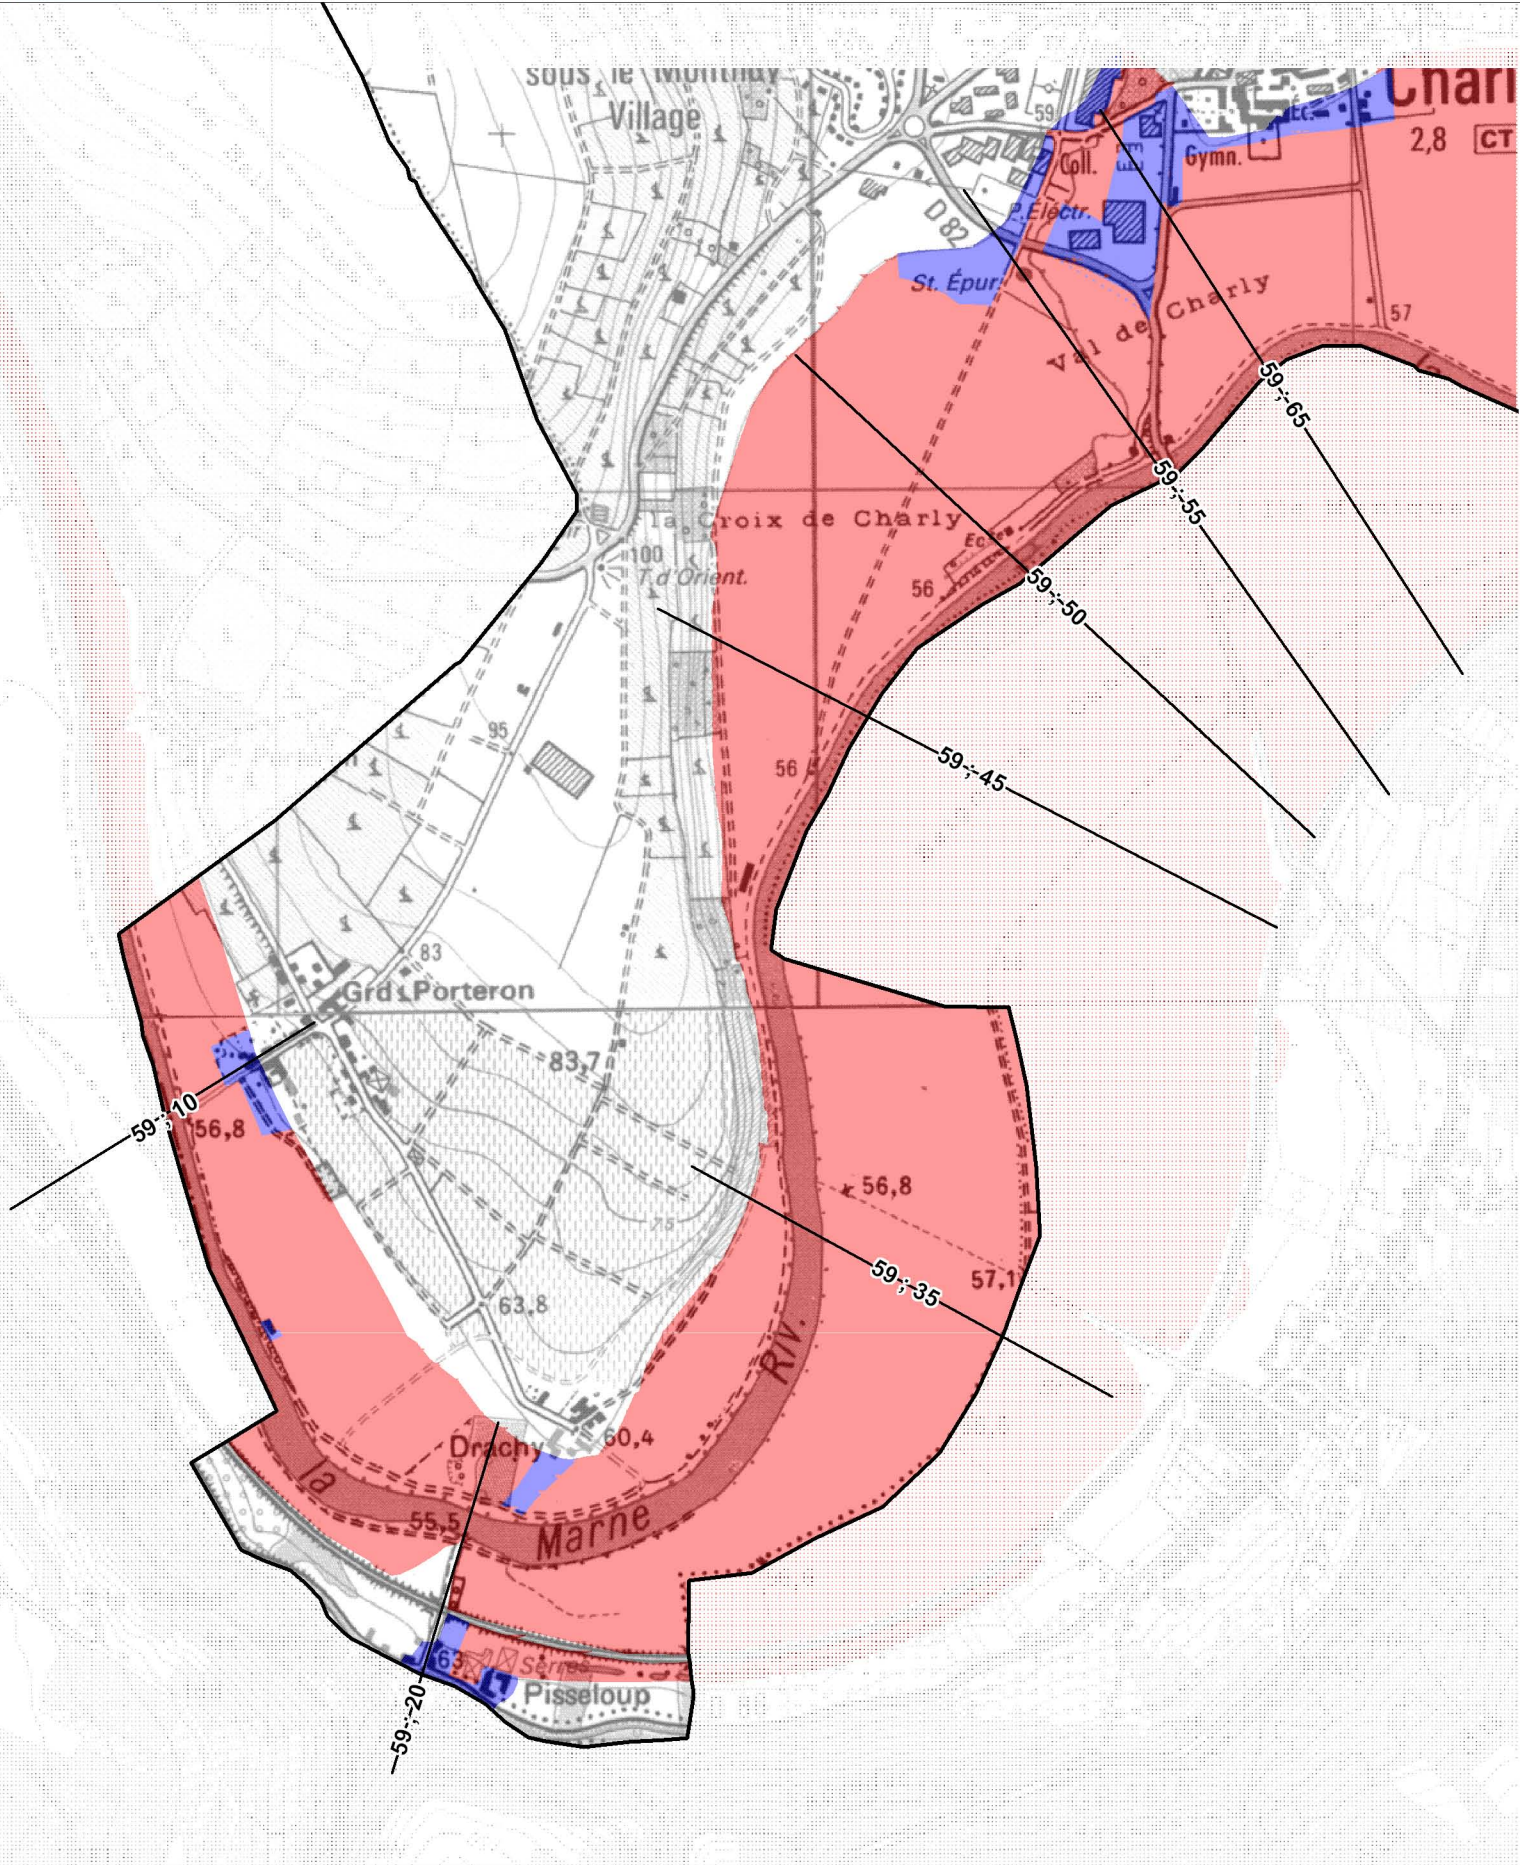 sous le Monthuy
Village
Charl
2,8
CT
59
Coll.
Gymn.
Ec.
P.Electr.
D 82
St. Épur.
Val de Charly
57
59-;-65
59-;-55
la Croix de Charly
Ec
100
T.d'Orient.
56
59-;-50
95
56
59-;-45
83
Grd Porteron
83,7
59-;-10
56,8
56,8
75
59-;-35
57,1
63,8
Riv.
Drachy
60,4
la
55,5
Marne
63
Serres
Pisseloup
59-;-20